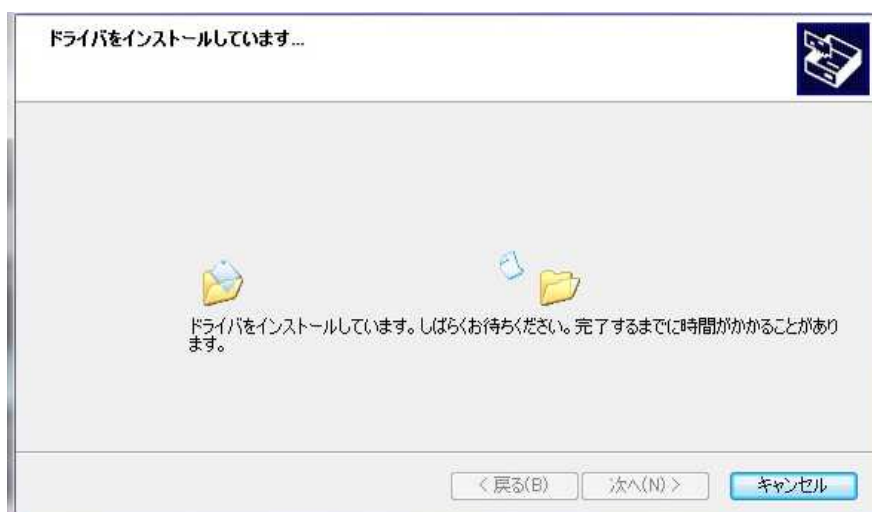 ドライバをインストールしています...
ドライバをインストールしています。しばらくお待ちください。完了するまでに時間がかかることがあり
ます。
< 戻る(B) 次へ(N) > キャンセル